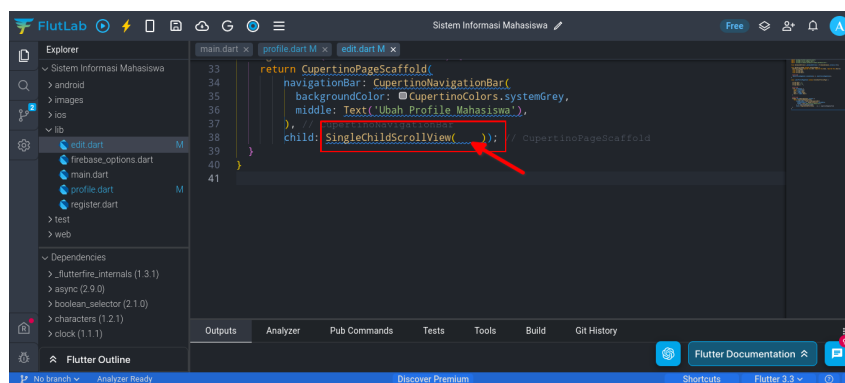 FlutLab
Sistem Informasi Mahasiswa
Free
A
Explorer
main.dart × profile.dart M × edit.dart M ×
Sistem Informasi Mahasiswa
android
images
ios
lib
edit.dart M
firebase_options.dart
main.dart
profile.dart M
register.dart
test
web
33 return CupertinoPageScaffold(
34 navigationBar: CupertinoNavigationBar(
35 backgroundColor: CupertinoColors.systemGrey,
36 middle: Text('Ubah Profile Mahasiswa'),
37 ), // CupertinoNavigationBar
38 child: SingleChildScrollView( )); // CupertinoPageScaffold
39 }
40 }
41
2
Dependencies
_flutterfire_internals (1.3.1)
async (2.9.0)
boolean_selector (2.1.0)
characters (1.2.1)
clock (1.1.1)
Flutter Outline
Outputs Analyzer Pub Commands Tests Tools Build Git History
Flutter Documentation
No branch Analyzer Ready Discover Premium Shortcuts Flutter 3.3